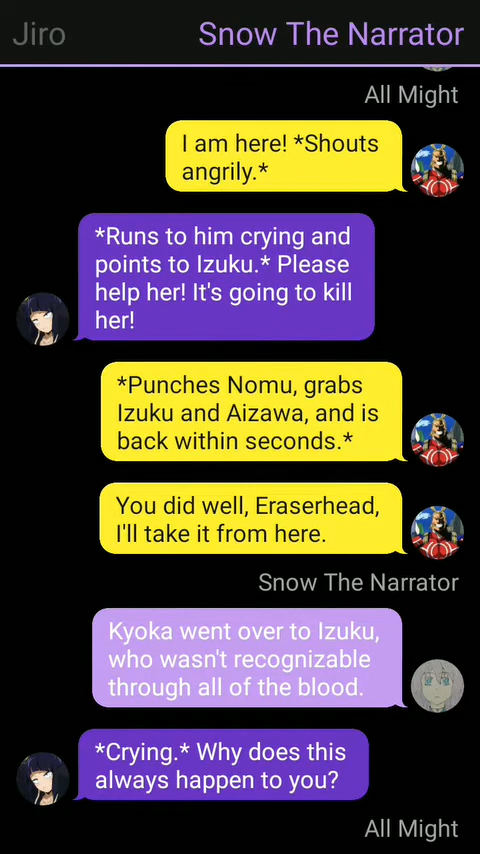 Jiro
Snow The Narrator
All Might
I am here! *Shouts
angrily.*
*Runs to him crying and
points to Izuku.* Please
help her! It's going to kill
her!
*Punches Nomu, grabs
Izuku and Aizawa, and is
back within seconds.*
You did well, Eraserhead,
I'll take it from here.
Snow The Narrator
Kyoka went over to Izuku,
who wasn't recognizable
through all of the blood.
*Crying.* Why does this
always happen to you?
All Might